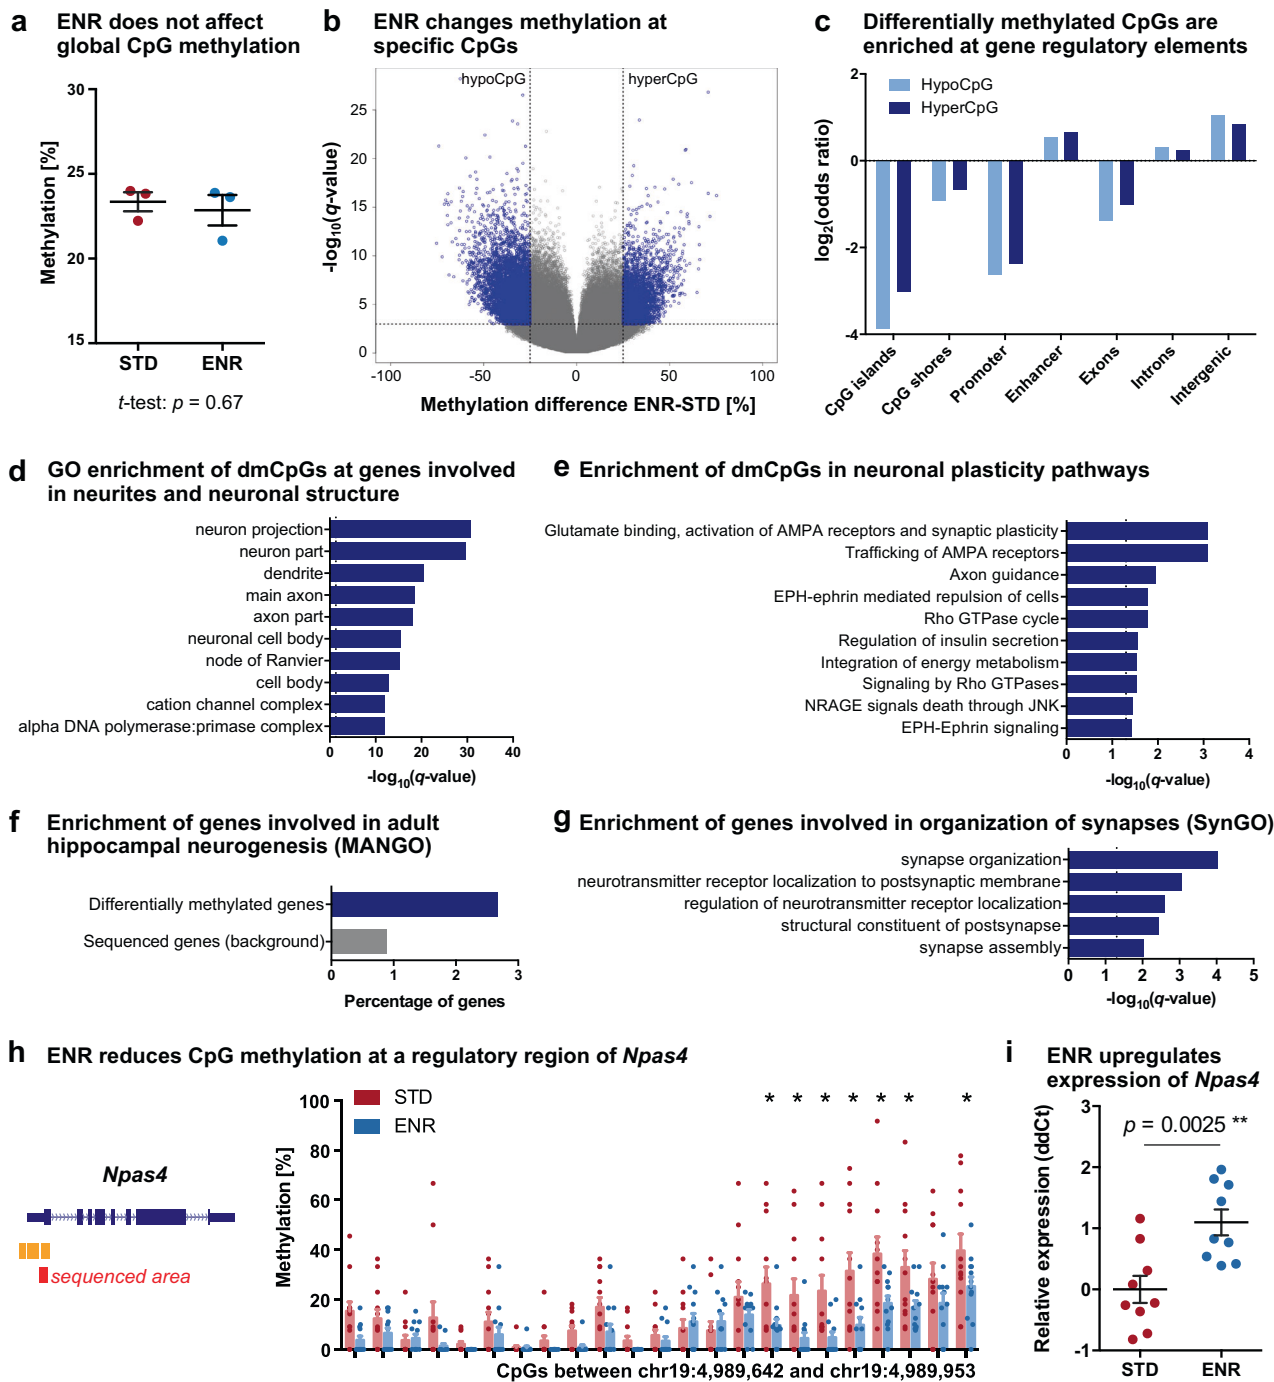 a ENR does not affect
global CpG methylation
30
25
20
15
Methylation [%]
STD ENR
t-test: p = 0.67
b ENR changes methylation at
specific CpGs
hypoCpG hyperCpG
25
20
15
10
5
0
-log10(q-value)
-100 -50 0 50 100
Methylation difference ENR-STD [%]
c Differentially methylated CpGs are
enriched at gene regulatory elements
HypoCpG
HyperCpG
2
0
-2
-4
log2(odds ratio)
CpG islands
CpG shores
Promoter
Enhancer
Exons
Introns
Intergenic
d GO enrichment of dmCpGs at genes involved
in neurites and neuronal structure
neuron projection
neuron part
dendrite
main axon
axon part
neuronal cell body
node of Ranvier
cell body
cation channel complex
alpha DNA polymerase:primase complex
0 10 20 30 40
-log10(q-value)
e Enrichment of dmCpGs in neuronal plasticity pathways
Glutamate binding, activation of AMPA receptors and synaptic plasticity
Trafficking of AMPA receptors
Axon guidance
EPH-ephrin mediated repulsion of cells
Rho GTPase cycle
Regulation of insulin secretion
Integration of energy metabolism
Signaling by Rho GTPases
NRAGE signals death through JNK
EPH-Ephrin signaling
0 1 2 3 4
-log10(q-value)
f Enrichment of genes involved in adult
hippocampal neurogenesis (MANGO)
Differentially methylated genes
Sequenced genes (background)
0 1 2 3
Percentage of genes
g Enrichment of genes involved in organization of synapses (SynGO)
synapse organization
neurotransmitter receptor localization to postsynaptic membrane
regulation of neurotransmitter receptor localization
structural constituent of postsynapse
synapse assembly
0 1 2 3 4 5
-log10(q-value)
h ENR reduces CpG methylation at a regulatory region of Npas4
Npas4
sequenced area
STD
ENR
* * * * * * *
100
80
60
40
20
0
Methylation [%]
CpGs between chr19:4,989,642 and chr19:4,989,953
i ENR upregulates
expression of Npas4
p = 0.0025 **
3
2
1
0
-1
Relative expression (ddCt)
STD ENR